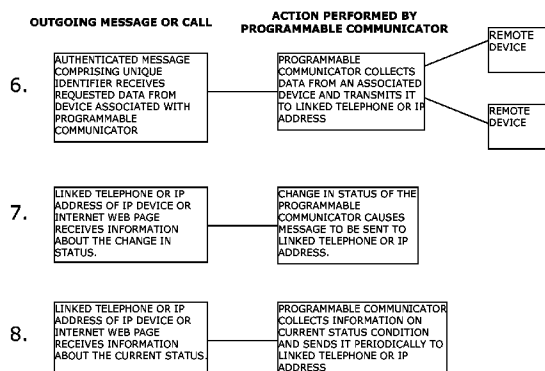 OUTGOING MESSAGE OR CALL
ACTION PERFORMED BY
PROGRAMMABLE COMMUNICATOR
6.
AUTHENTICATED MESSAGE
COMPRISING UNIQUE
IDENTIFIER RECEIVES
REQUESTED DATA FROM
DEVICE ASSOCIATED WITH
PROGRAMMABLE
COMMUNICATOR
PROGRAMMABLE
COMMUNICATOR COLLECTS
DATA FROM AN ASSOCIATED
DEVICE AND TRANSMITS IT
TO LINKED TELEPHONE OR IP
ADDRESS
REMOTE
DEVICE
REMOTE
DEVICE
7.
LINKED TELEPHONE OR IP
ADDRESS OF IP DEVICE OR
INTERNET WEB PAGE
RECEIVES INFORMATION
ABOUT THE CHANGE IN
STATUS.
CHANGE IN STATUS OF THE
PROGRAMMABLE
COMMUNICATOR CAUSES
MESSAGE TO BE SENT TO
LINKED TELEPHONE OR IP
ADDRESS.
8.
LINKED TELEPHONE OR IP
ADDRESS OF IP DEVICE OR
INTERNET WEB PAGE
RECEIVES INFORMATION
ABOUT THE CURRENT STATUS.
PROGRAMMABLE COMMUNICATOR
COLLECTS INFORMATION ON
CURRENT STATUS CONDITION
AND SENDS IT PERIODICALLY TO
LINKED TELEPHONE OR IP
ADDRESS